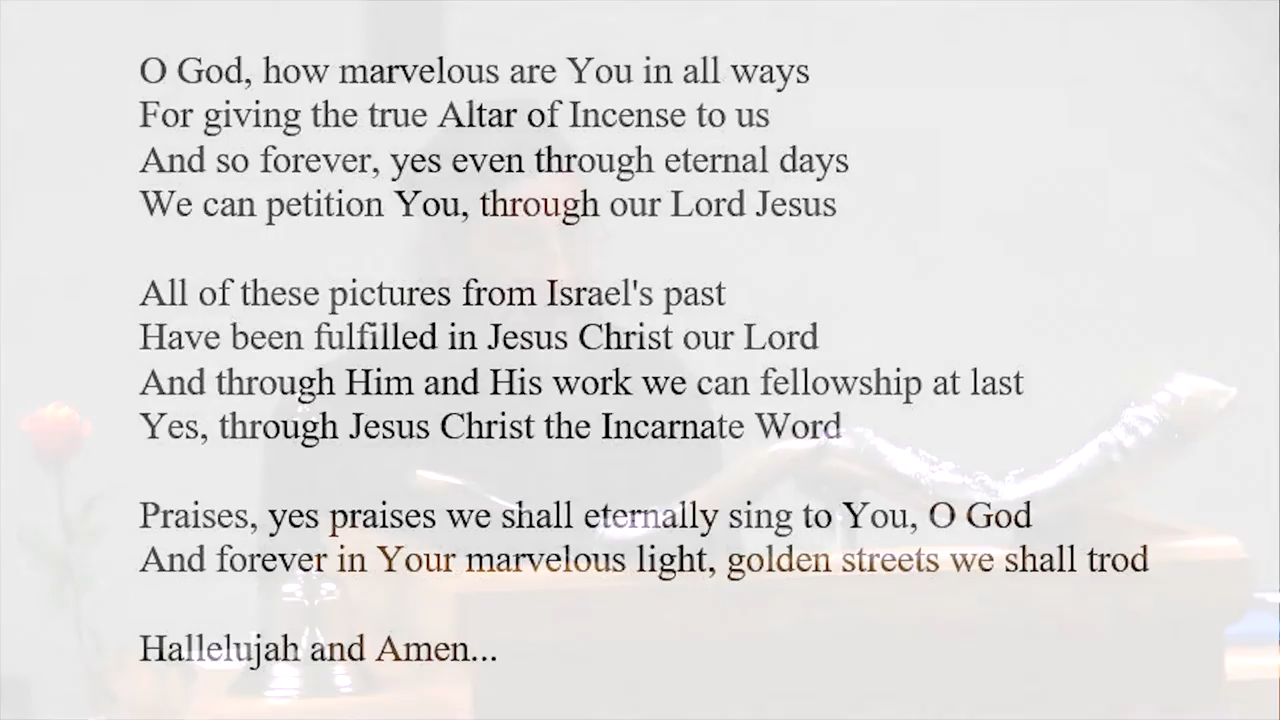 O God, how marvelous are You in all ways
For giving the true Altar of Incense to us
And so forever, yes even through eternal days
We can petition You, through our Lord Jesus
All of these pictures from Israel's past
Have been fulfilled in Jesus Christ our Lord
And through Him and His work we can fellowship at last
Yes, through Jesus Christ the Incarnate Word
Praises, yes praises we shall eternally sing to You, O God
And forever in Your marvelous light, golden streets we shall trod
Hallelujah and Amen...